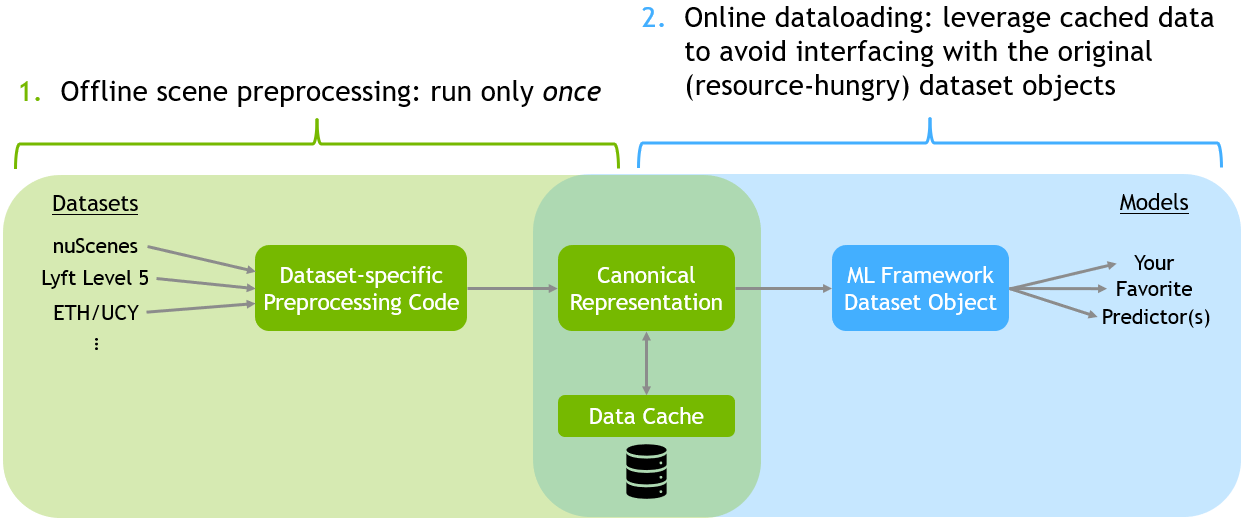 1. Offline scene preprocessing: run only once
2. Online dataloading: leverage cached data
to avoid interfacing with the original
(resource-hungry) dataset objects
Datasets
nuScenes
Lyft Level 5
ETH/UCY
⋮
Dataset-specific
Preprocessing Code
Canonical
Representation
Data Cache
ML Framework
Dataset Object
Models
Your
Favorite
Predictor(s)